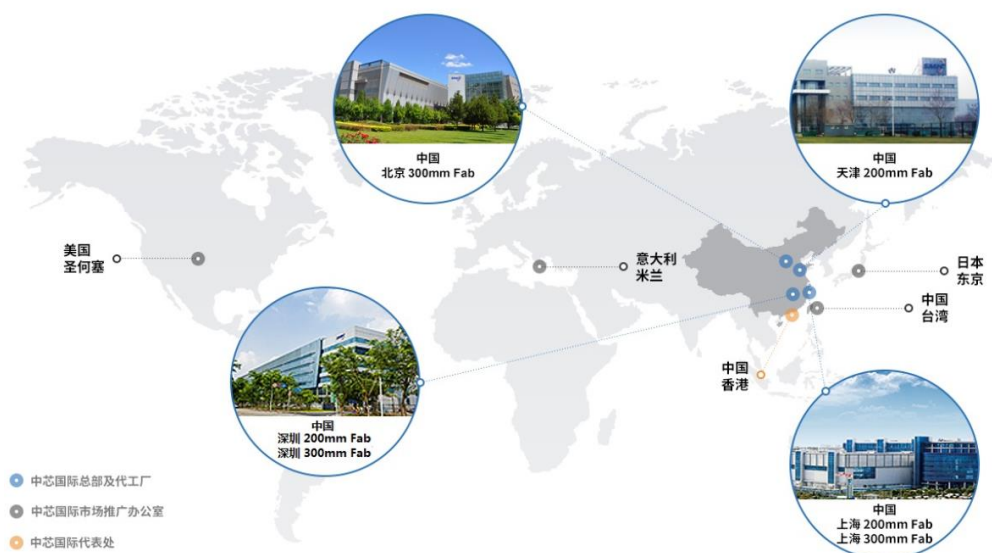 中国
北京 300mm Fab
中国
天津 200mm Fab
美国
圣何塞
意大利
米兰
日本
东京
中国
台湾
中国
香港
中国
深圳 200mm Fab
深圳 300mm Fab
中国
上海 200mm Fab
上海 300mm Fab
中芯国际总部及代工厂
中芯国际市场推广办公室
中芯国际代表处